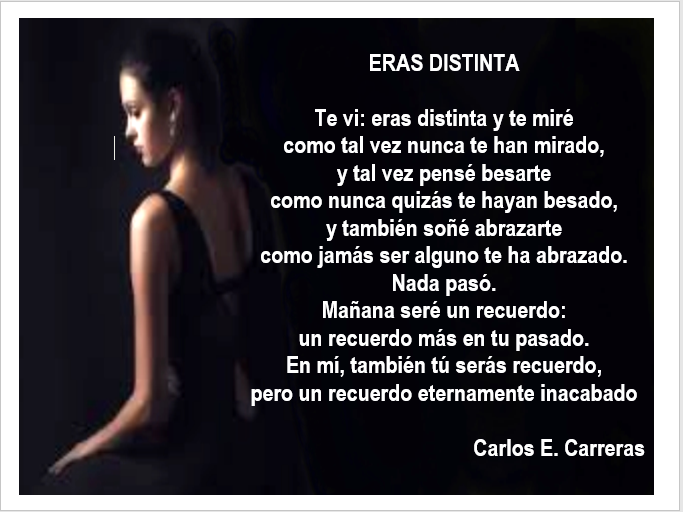 ERAS DISTINTA
Te vi: eras distinta y te miré
como tal vez nunca te han mirado,
y tal vez pensé besarte
como nunca quizás te hayan besado,
y también soñé abrazarte
como jamás ser alguno te ha abrazado.
Nada pasó.
Mañana seré un recuerdo:
un recuerdo más en tu pasado.
En mí, también tú serás recuerdo,
pero un recuerdo eternamente inacabado
Carlos E. Carreras